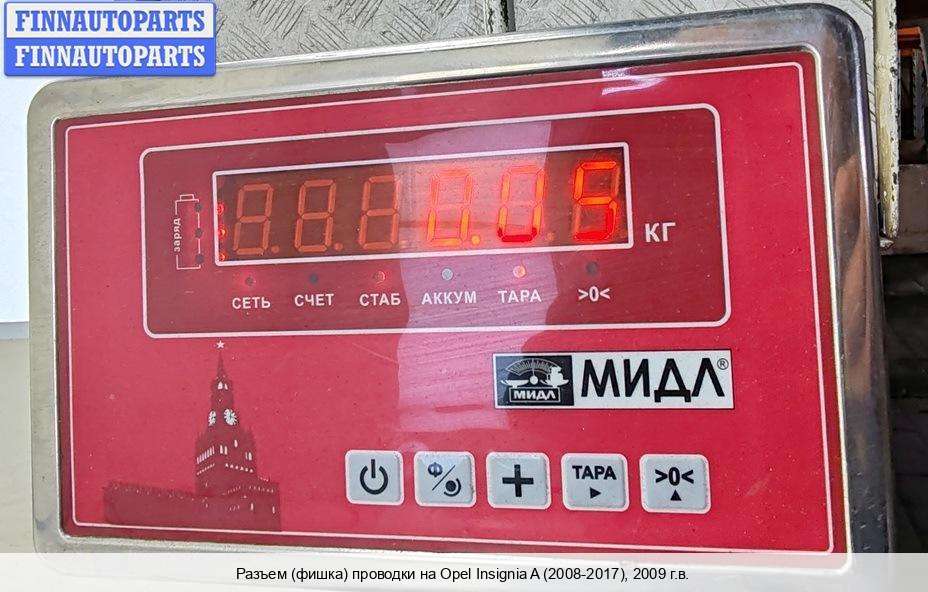 FINNAUTOPARTS
FINNAUTOPARTS
заряд
0.05
КГ
СЕТЬ СЧЕТ СТАБ АККУМ ТАРА >0<
МИДЛ МИДЛ®
Ф ТАРА >0<
Разъем (фишка) проводки на Opel Insignia A (2008-2017), 2009 г.в.